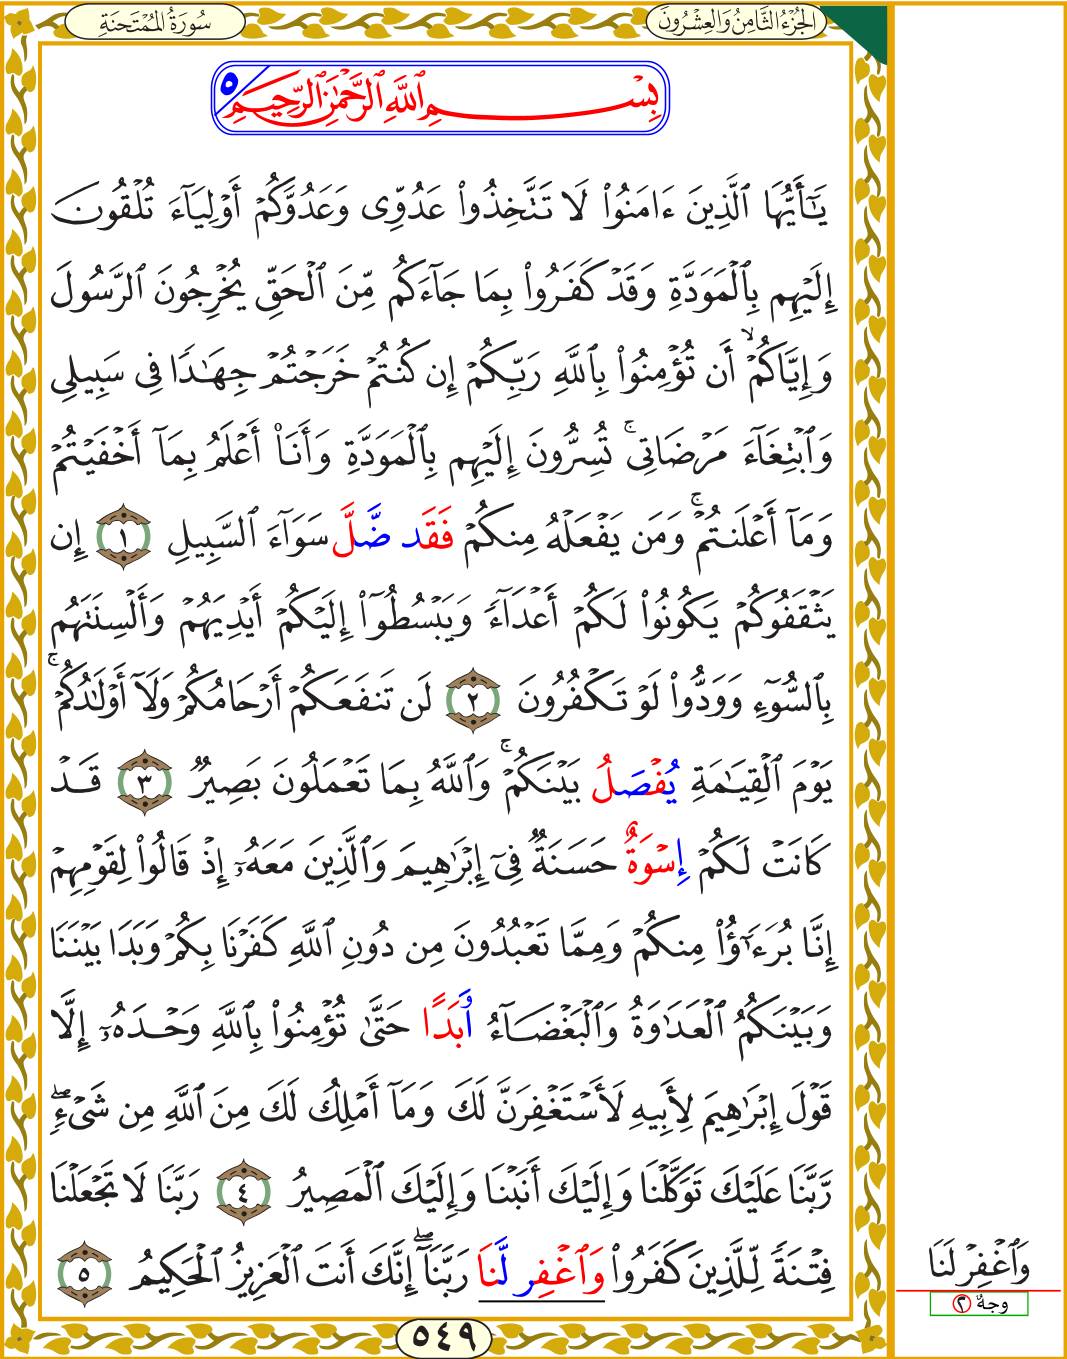 الجُزْءُ الثَّامِنُ وَالعِشْرُونَ
سُورَةُ المُمْتَحنَةِ
بِسْمِ ٱللَّهِ ٱلرَّحْمَٰنِ ٱلرَّحِيمِ ٥
يَٰٓأَيُّهَا ٱلَّذِينَ ءَامَنُوا۟ لَا تَتَّخِذُوا۟ عَدُوِّى وَعَدُوَّكُمْ أَوْلِيَآءَ تُلْقُونَ
إِلَيْهِم بِٱلْمَوَدَّةِ وَقَدْ كَفَرُوا۟ بِمَا جَآءَكُم مِّنَ ٱلْحَقِّ يُخْرِجُونَ ٱلرَّسُولَ
وَإِيَّاكُمْ ۙ أَن تُؤْمِنُوا۟ بِٱللَّهِ رَبِّكُمْ إِن كُنتُمْ خَرَجْتُمْ جِهَٰدًا فِى سَبِيلِى
وَٱبْتِغَآءَ مَرْضَاتِى ۚ تُسِرُّونَ إِلَيْهِم بِٱلْمَوَدَّةِ وَأَنَا۠ أَعْلَمُ بِمَآ أَخْفَيْتُمْ
وَمَآ أَعْلَنتُمْ ۚ وَمَن يَفْعَلْهُ مِنكُمْ فَقَد ضَّلَّ سَوَآءَ ٱلسَّبِيلِ ١ إِن
يَثْقَفُوكُمْ يَكُونُوا۟ لَكُمْ أَعْدَآءً وَيَبْسُطُوٓا۟ إِلَيْكُمْ أَيْدِيَهُمْ وَأَلْسِنَتَهُم
بِٱلسُّوٓءِ وَوَدُّوا۟ لَوْ تَكْفُرُونَ ٢ لَن تَنفَعَكُمْ أَرْحَامُكُمْ وَلَآ أَوْلَٰدُكُمْ ۚ
يَوْمَ ٱلْقِيَٰمَةِ يُفْصَلُ بَيْنَكُمْ ۚ وَٱللَّهُ بِمَا تَعْمَلُونَ بَصِيرٌ ٣ قَدْ
كَانَتْ لَكُمْ إِسْوَةٌ حَسَنَةٌ فِىٓ إِبْرَٰهِيمَ وَٱلَّذِينَ مَعَهُۥٓ إِذْ قَالُوا۟ لِقَوْمِهِمْ
إِنَّا بُرَءَٰٓؤُا۟ مِنكُمْ وَمِمَّا تَعْبُدُونَ مِن دُونِ ٱللَّهِ كَفَرْنَا بِكُمْ وَبَدَا بَيْنَنَا
وَبَيْنَكُمُ ٱلْعَدَٰوَةُ وَٱلْبَغْضَآءُ أَبَدًا حَتَّىٰ تُؤْمِنُوا۟ بِٱللَّهِ وَحْدَهُۥٓ إِلَّا
قَوْلَ إِبْرَٰهِيمَ لِأَبِيهِ لَأَسْتَغْفِرَنَّ لَكَ وَمَآ أَمْلِكُ لَكَ مِنَ ٱللَّهِ مِن شَىْءٍ ۖ
رَّبَّنَا عَلَيْكَ تَوَكَّلْنَا وَإِلَيْكَ أَنَبْنَا وَإِلَيْكَ ٱلْمَصِيرُ ٤ رَبَّنَا لَا تَجْعَلْنَا
فِتْنَةً لِّلَّذِينَ كَفَرُوا۟ وَٱغْفِر لَّنَا رَبَّنَآ ۖ إِنَّكَ أَنتَ ٱلْعَزِيزُ ٱلْحَكِيمُ ٥
وَٱغْفِرْ لَنَا
وجهٌ ٢
٥٤٩